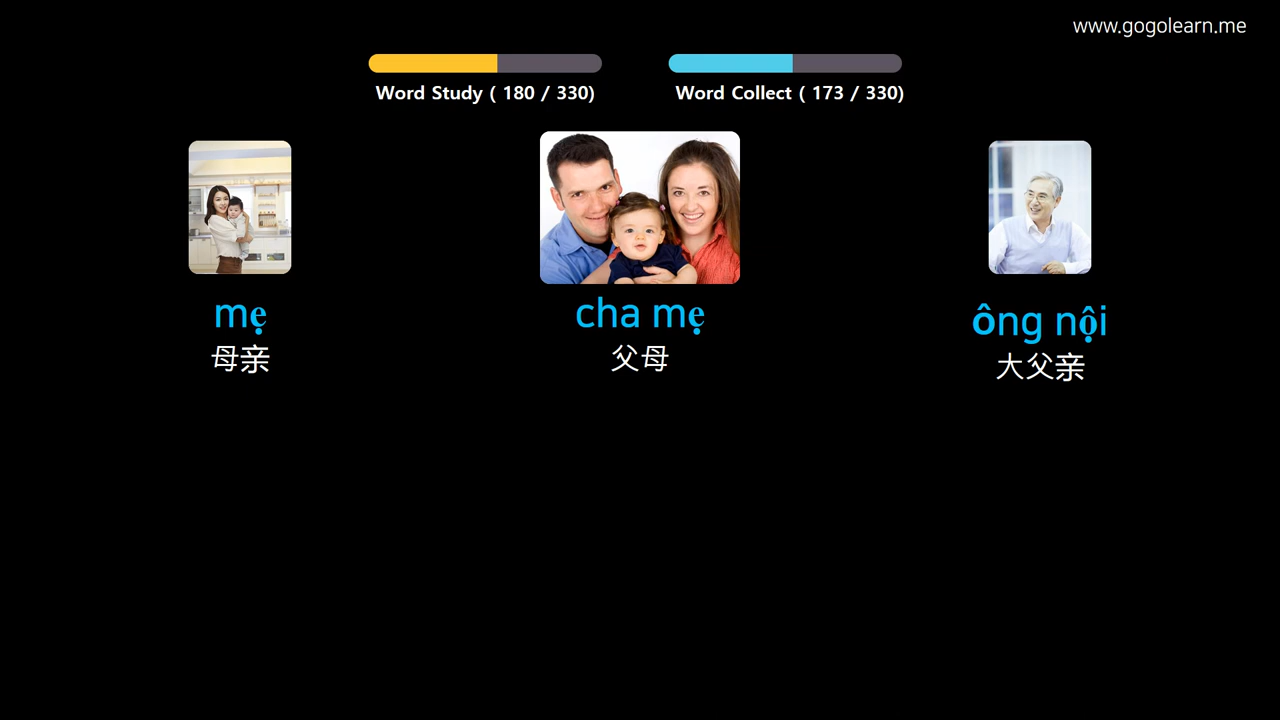 www.gogolearn.me
Word Study ( 180 / 330)
Word Collect ( 173 / 330)
mẹ
母亲
cha mẹ
父母
ông nội
大父亲